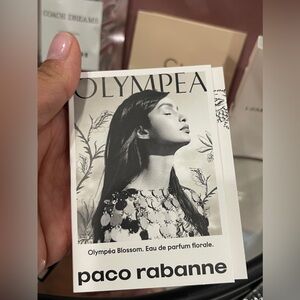 COACH DREAMS
OLYMPEA
Olympéa Blossom. Eau de parfum florale.
paco rabanne